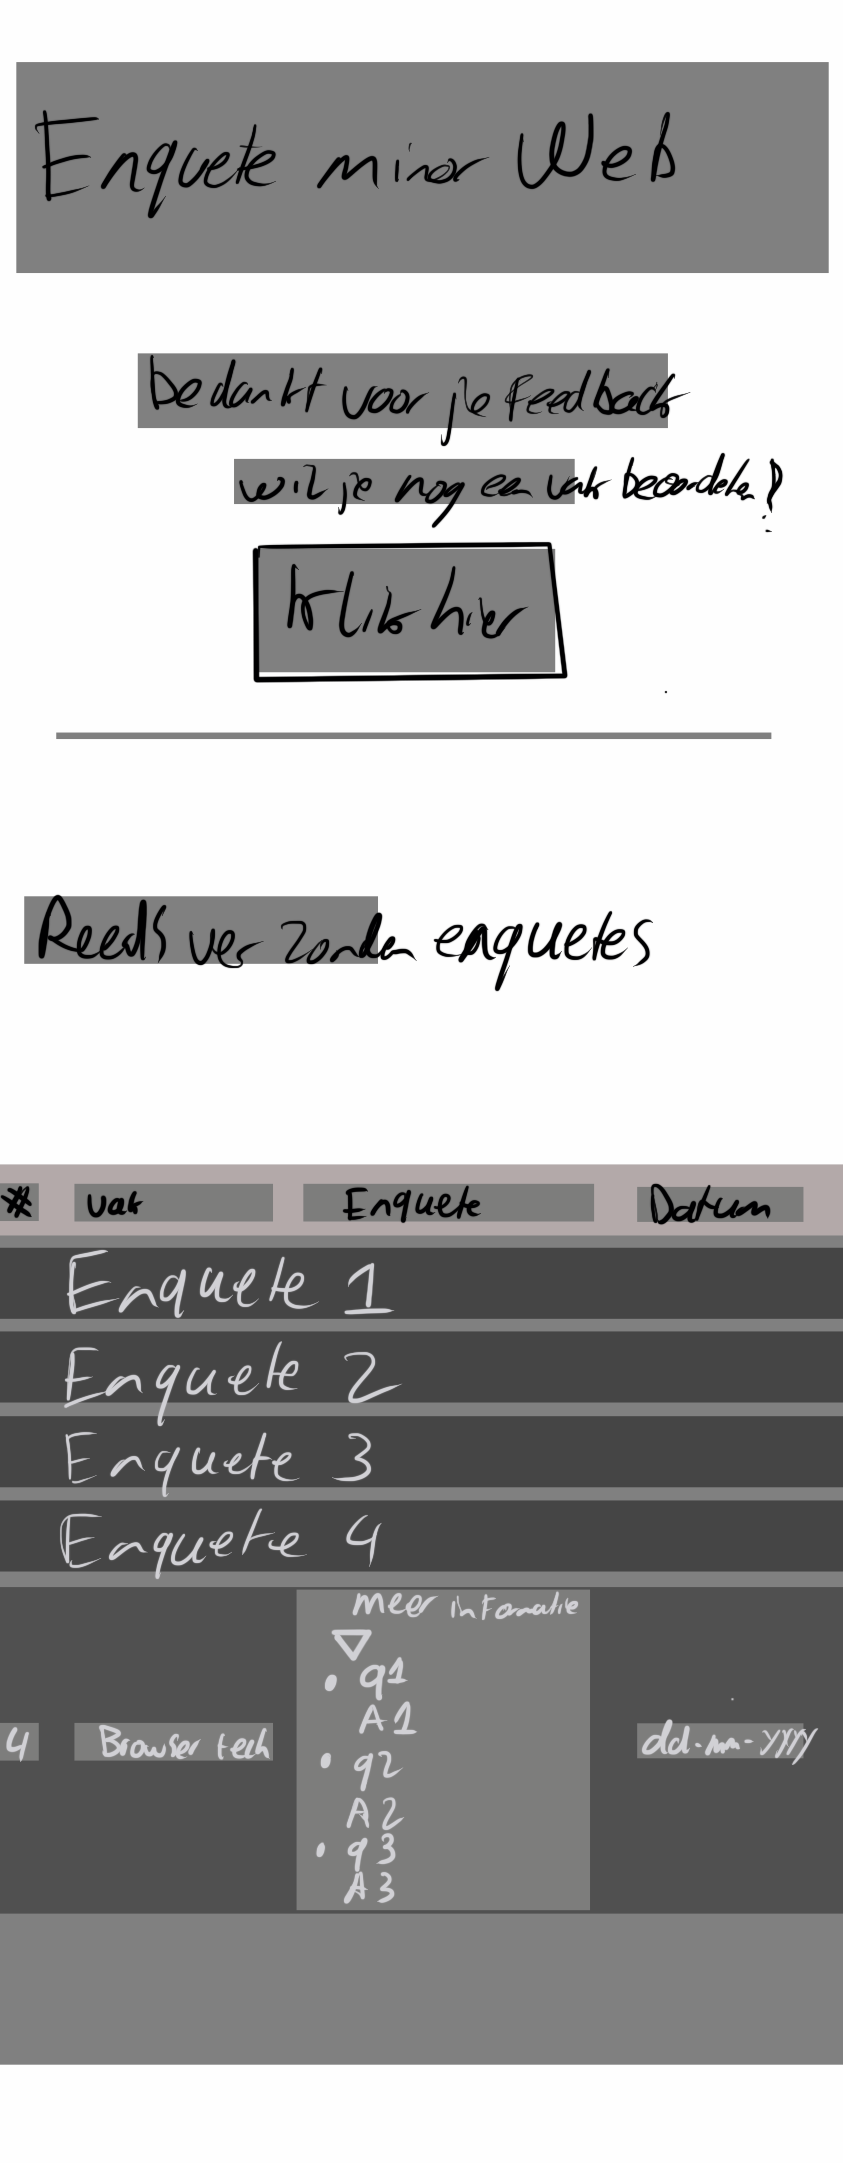 Enquete minor Web
bedankt voor je feedback
wil je nog een vak beoordelen?
klik hier
Reeds verzonden enquetes
# vak Enquete Datum
Enquete 1
Enquete 2
Enquete 3
Enquete 4
meer informatie
q1
A1
4 Browser tech dd-mm-yyyy
q2
A2
q3
A3